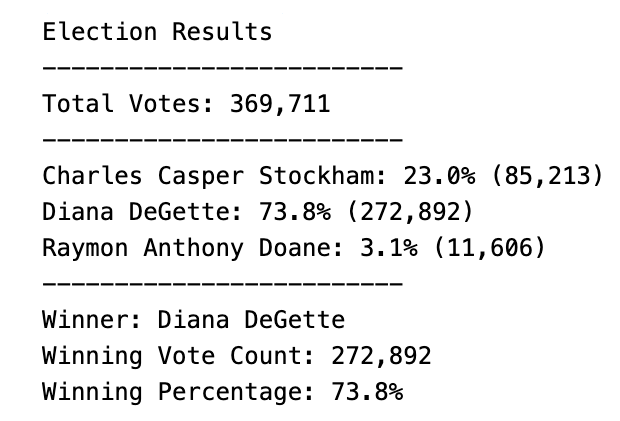 Election Results
-------------------------
Total Votes: 369,711
-------------------------
Charles Casper Stockham: 23.0% (85,213)
Diana DeGette: 73.8% (272,892)
Raymon Anthony Doane: 3.1% (11,606)
-------------------------
Winner: Diana DeGette
Winning Vote Count: 272,892
Winning Percentage: 73.8%